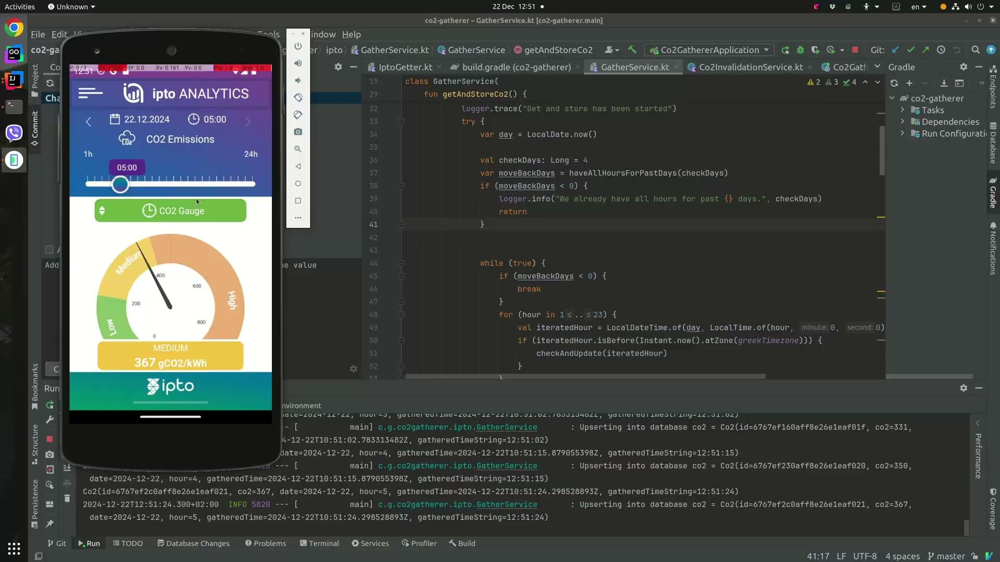 Activities
Unknown
22 Dec 12:51
en
co2-gatherer – GatherService.kt [co2-gatherer.main]
File Edit Tools Window Help
co2-ga
ipto
GatherService.kt
GatherService
getAndStoreCo2
Co2GathererApplication
Git:
IptoGetter.kt
build.gradle (co2-gatherer)
GatherService.kt
Co2InvalidationService.kt
Co2Gath
Gradle
Project
Commit
Bookmarks
Structure
Persistence
Co
Cha
Add
e value
12:51
P: 0 / 1
dX: 150.0
dY: 0.0
Xv: 0.161
Yv: 0.0
Prs: 1.0
Size: 1.0
ipto ANALYTICS
22.12.2024
05:00
CO2
CO2 Emissions
1h
24h
05:00
CO2 Gauge
Low
Medium
High
0
200
400
600
800
MEDIUM
367 gCO2/kWh
ipto
2 3 4
19 class GatherService(
29 fun getAndStoreCo2() {
32 logger.trace("Get and store has been started")
33 try {
34 var day = LocalDate.now()
35
36 val checkDays: Long = 4
37 var moveBackDays = haveAllHoursForPastDays(checkDays)
38 if (moveBackDays < 0) {
39 logger.info("We already have all hours for past {} days.", checkDays)
40 return
41 }
42
43
44 while (true) {
45 if (moveBackDays < 0) {
46 break
47 }
48 for (hour in 1≤..≤23) {
49 val iteratedHour = LocalDateTime.of(day, LocalTime.of(hour, minute: 0, second: 0)
50 if (iteratedHour.isBefore(Instant.now().atZone(greekTimezone))) {
51 checkAndUpdate(iteratedHour)
52 }
53 }
co2-gatherer
Tasks
Dependencies
Run Configurati
Endpoints
Database
Gradle
Notifications
Performance
Coverage
Run
nvironment
date=2024-12-22, hour=3, gatheredTime=2024-12-22T10:51:02.783313482Z, gatheredTimeString=12:51:02)
-- [ main] c.g.co2gatherer.ipto.GatherService : Upserting into database co2 = Co2(id=6767ef160aff8e26e1eaf01f, co2=331,
4-12-22T10:51:02.783313482Z, gatheredTimeString=12:51:02)
date=2024-12-22, hour=4, gatheredTime=2024-12-22T10:51:15.879055398Z, gatheredTimeString=12:51:15)
5820 --- [ main] c.g.co2gatherer.ipto.GatherService : Upserting into database co2 = Co2(id=6767ef230aff8e26e1eaf020, co2=350,
date=2024-12-22, hour=4, gatheredTime=2024-12-22T10:51:15.879055398Z, gatheredTimeString=12:51:15)
Co2(id=6767ef2c0aff8e26e1eaf021, co2=367, date=2024-12-22, hour=5, gatheredTime=2024-12-22T10:51:24.298528893Z, gatheredTimeString=12:51:24)
2024-12-22T12:51:24.300+02:00 INFO 5820 --- [ main] c.g.co2gatherer.ipto.GatherService : Upserting into database co2 = Co2(id=6767ef2c0aff8e26e1eaf021, co2=367,
date=2024-12-22, hour=5, gatheredTime=2024-12-22T10:51:24.298528893Z, gatheredTimeString=12:51:24)
Git Run TODO Database Changes Problems Terminal Services Profiler Build
41:17 LF UTF-8 4 spaces master